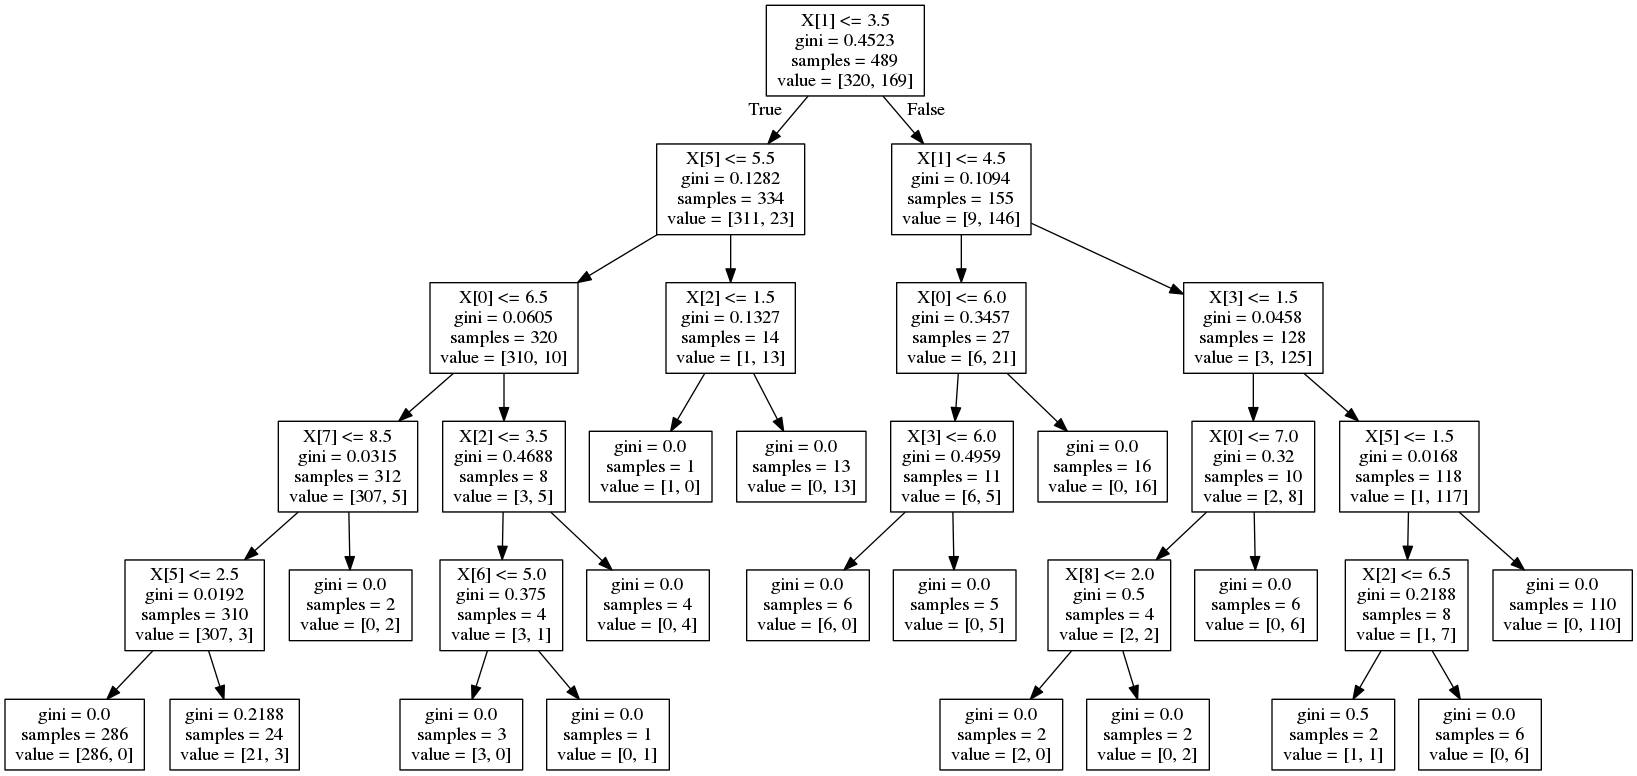 X[1] <= 3.5
gini = 0.4523
samples = 489
value = [320, 169]
True
False
X[5] <= 5.5
gini = 0.1282
samples = 334
value = [311, 23]
X[1] <= 4.5
gini = 0.1094
samples = 155
value = [9, 146]
X[0] <= 6.5
gini = 0.0605
samples = 320
value = [310, 10]
X[2] <= 1.5
gini = 0.1327
samples = 14
value = [1, 13]
X[0] <= 6.0
gini = 0.3457
samples = 27
value = [6, 21]
X[3] <= 1.5
gini = 0.0458
samples = 128
value = [3, 125]
X[7] <= 8.5
gini = 0.0315
samples = 312
value = [307, 5]
X[2] <= 3.5
gini = 0.4688
samples = 8
value = [3, 5]
gini = 0.0
samples = 1
value = [1, 0]
gini = 0.0
samples = 13
value = [0, 13]
X[3] <= 6.0
gini = 0.4959
samples = 11
value = [6, 5]
gini = 0.0
samples = 16
value = [0, 16]
X[0] <= 7.0
gini = 0.32
samples = 10
value = [2, 8]
X[5] <= 1.5
gini = 0.0168
samples = 118
value = [1, 117]
X[5] <= 2.5
gini = 0.0192
samples = 310
value = [307, 3]
gini = 0.0
samples = 2
value = [0, 2]
X[6] <= 5.0
gini = 0.375
samples = 4
value = [3, 1]
gini = 0.0
samples = 4
value = [0, 4]
gini = 0.0
samples = 6
value = [6, 0]
gini = 0.0
samples = 5
value = [0, 5]
X[8] <= 2.0
gini = 0.5
samples = 4
value = [2, 2]
gini = 0.0
samples = 6
value = [0, 6]
X[2] <= 6.5
gini = 0.2188
samples = 8
value = [1, 7]
gini = 0.0
samples = 110
value = [0, 110]
gini = 0.0
samples = 286
value = [286, 0]
gini = 0.2188
samples = 24
value = [21, 3]
gini = 0.0
samples = 3
value = [3, 0]
gini = 0.0
samples = 1
value = [0, 1]
gini = 0.0
samples = 2
value = [2, 0]
gini = 0.0
samples = 2
value = [0, 2]
gini = 0.5
samples = 2
value = [1, 1]
gini = 0.0
samples = 6
value = [0, 6]